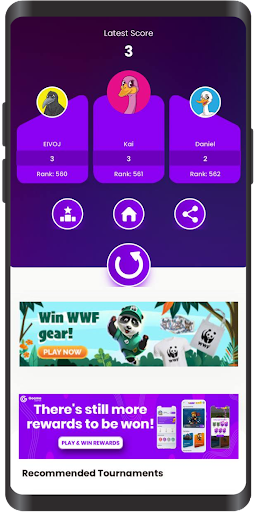 Latest Score
3
EIVOJ
Kai
Daniel
3
3
2
Rank: 560
Rank: 561
Rank: 562
Win WWF
gear!
PLAY NOW
WWF
There's still more
rewards to be won!
PLAY & WIN REWARDS
Recommended Tournaments